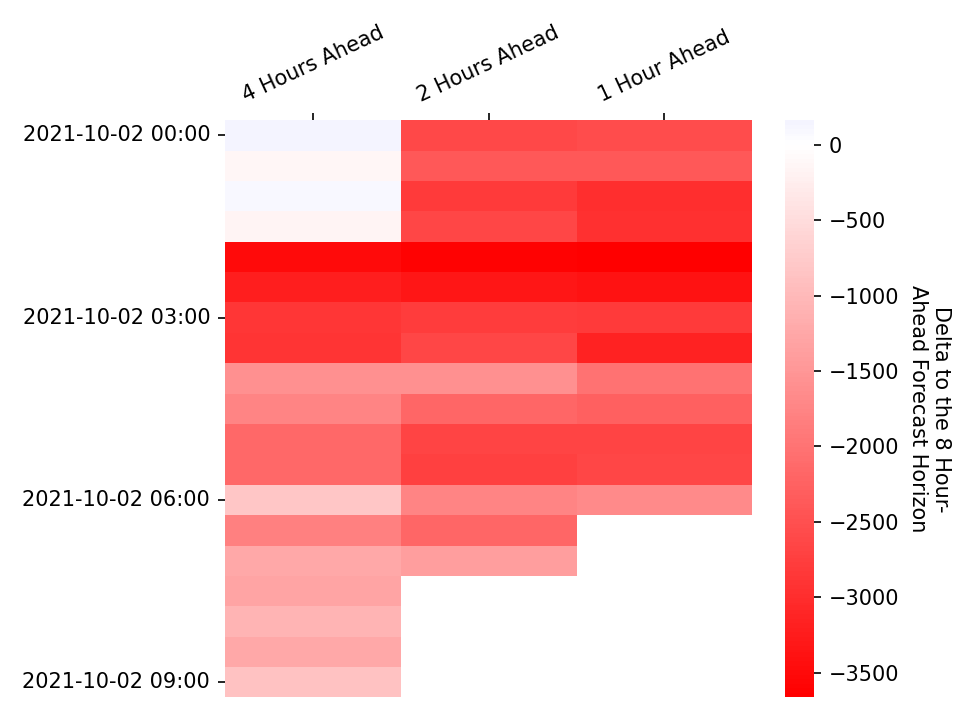 4 Hours Ahead
2 Hours Ahead
1 Hour Ahead
2021-10-02 00:00
2021-10-02 03:00
2021-10-02 06:00
2021-10-02 09:00
0
−500
−1000
−1500
−2000
−2500
−3000
−3500
Delta to the 8 Hour-
Ahead Forecast Horizon